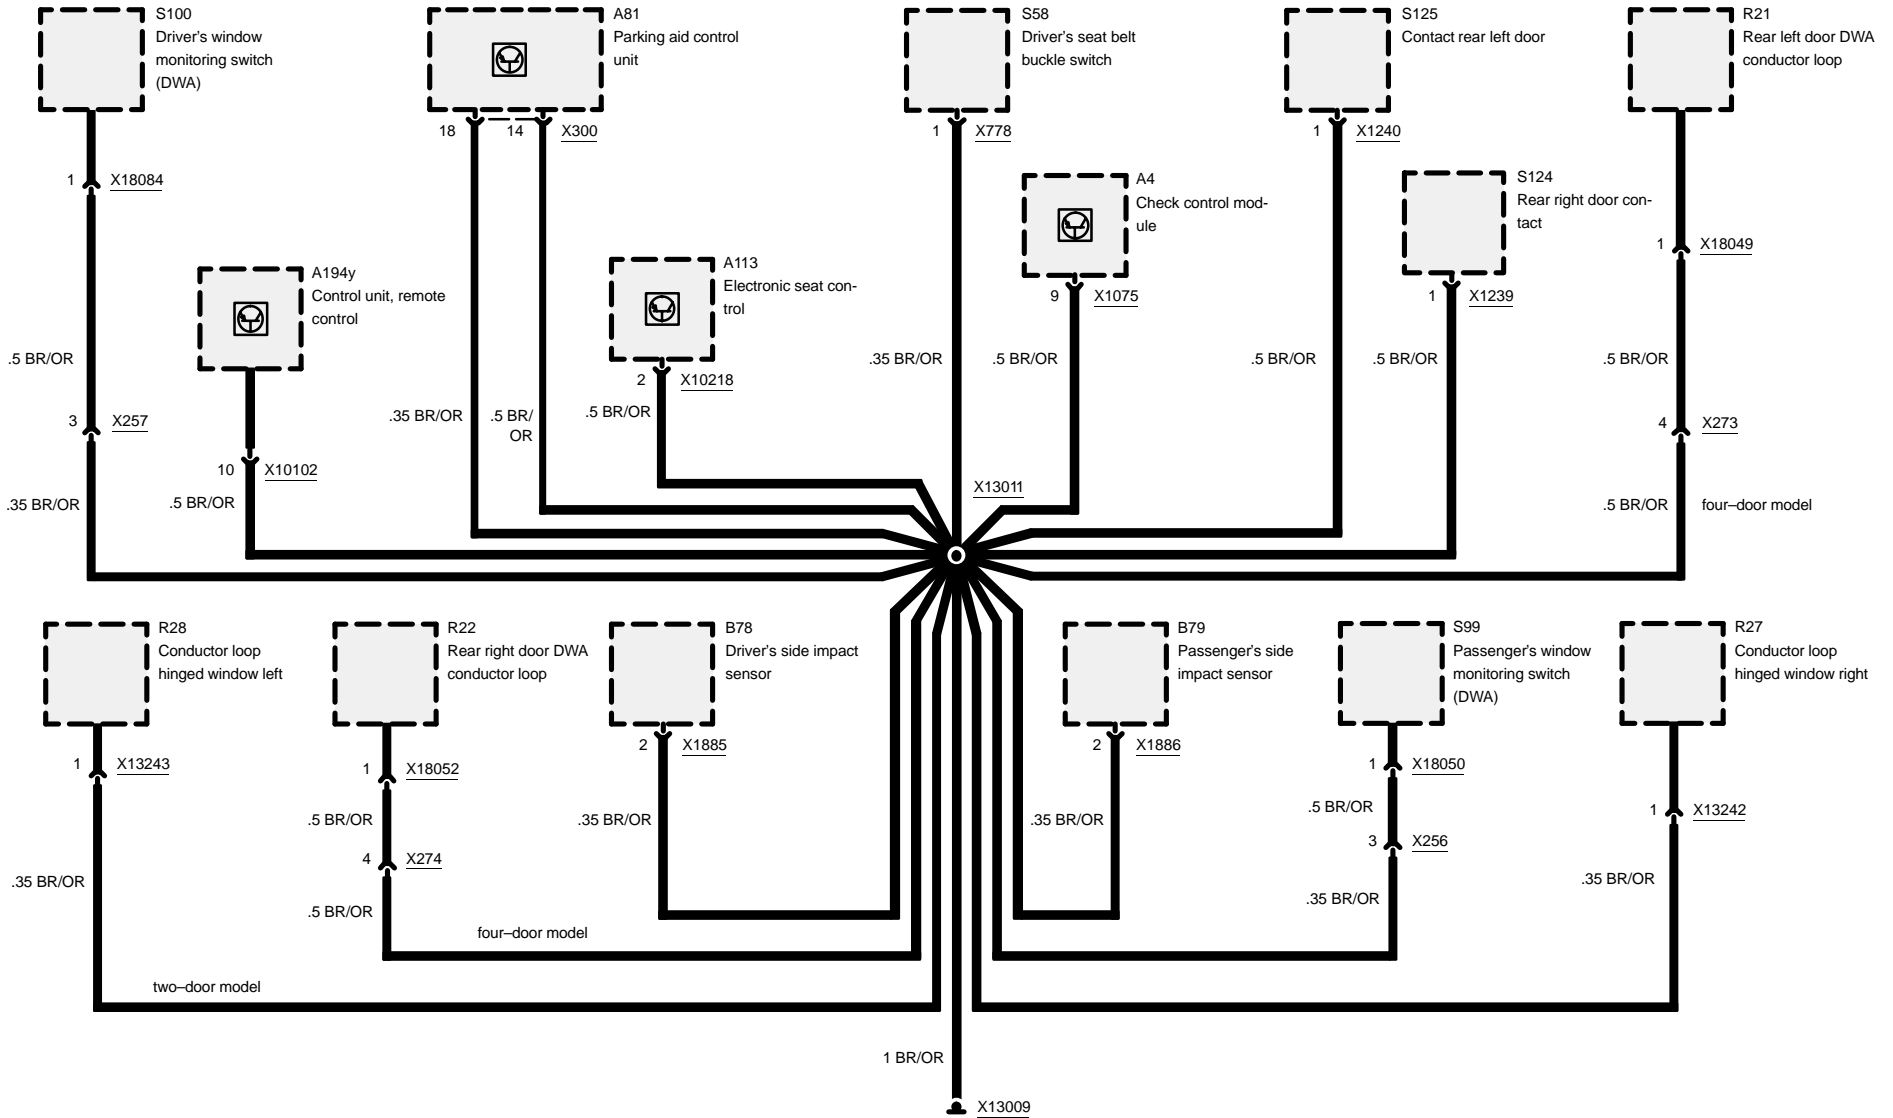 S100
Driver's window
monitoring switch
(DWA)
A81
Parking aid control
unit
S58
Driver's seat belt
buckle switch
S125
Contact rear left door
R21
Rear left door DWA
conductor loop
18
14
X300
1
X778
1
X1240
1
X18084
A4
Check control mod-
ule
S124
Rear right door con-
tact
1
X18049
A194y
Control unit, remote
control
A113
Electronic seat con-
trol
9
X1075
1
X1239
.5 BR/OR
2
X10218
.35 BR/OR
.5 BR/OR
.5 BR/OR
.5 BR/OR
.5 BR/OR
3
X257
.35 BR/OR
.5 BR/
OR
.5 BR/OR
4
X273
10
X10102
X13011
.35 BR/OR
.5 BR/OR
.5 BR/OR
four–door model
R28
Conductor loop
hinged window left
R22
Rear right door DWA
conductor loop
B78
Driver's side impact
sensor
B79
Passenger's side
impact sensor
S99
Passenger's window
monitoring switch
(DWA)
R27
Conductor loop
hinged window right
1
X13243
1
X18052
2
X1885
2
X1886
1
X18050
1
X13242
.5 BR/OR
.35 BR/OR
.35 BR/OR
.5 BR/OR
4
X274
3
X256
.35 BR/OR
.5 BR/OR
.35 BR/OR
.35 BR/OR
four–door model
two–door model
1 BR/OR
X13009